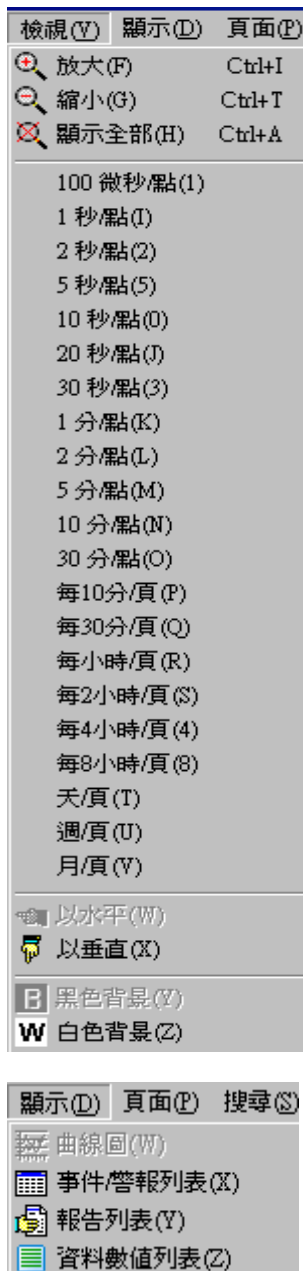 檢視(V) 顯示(D) 頁面(P)
放大(F) Ctrl+I
縮小(G) Ctrl+T
顯示全部(H) Ctrl+A
100 微秒/點(1)
1 秒/點(I)
2 秒/點(2)
5 秒/點(5)
10 秒/點(0)
20 秒/點(J)
30 秒/點(3)
1 分/點(K)
2 分/點(L)
5 分/點(M)
10 分/點(N)
30 分/點(O)
每10分/頁(P)
每30分/頁(Q)
每小時/頁(R)
每2小時/頁(S)
每4小時/頁(4)
每8小時/頁(8)
天/頁(T)
週/頁(U)
月/頁(V)
以水平(W)
以垂直(X)
B 黑色背景(Y)
W 白色背景(Z)
顯示(D) 頁面(P) 搜尋(S)
曲線圖(W)
事件/警報列表(X)
報告列表(Y)
資料數值列表(Z)